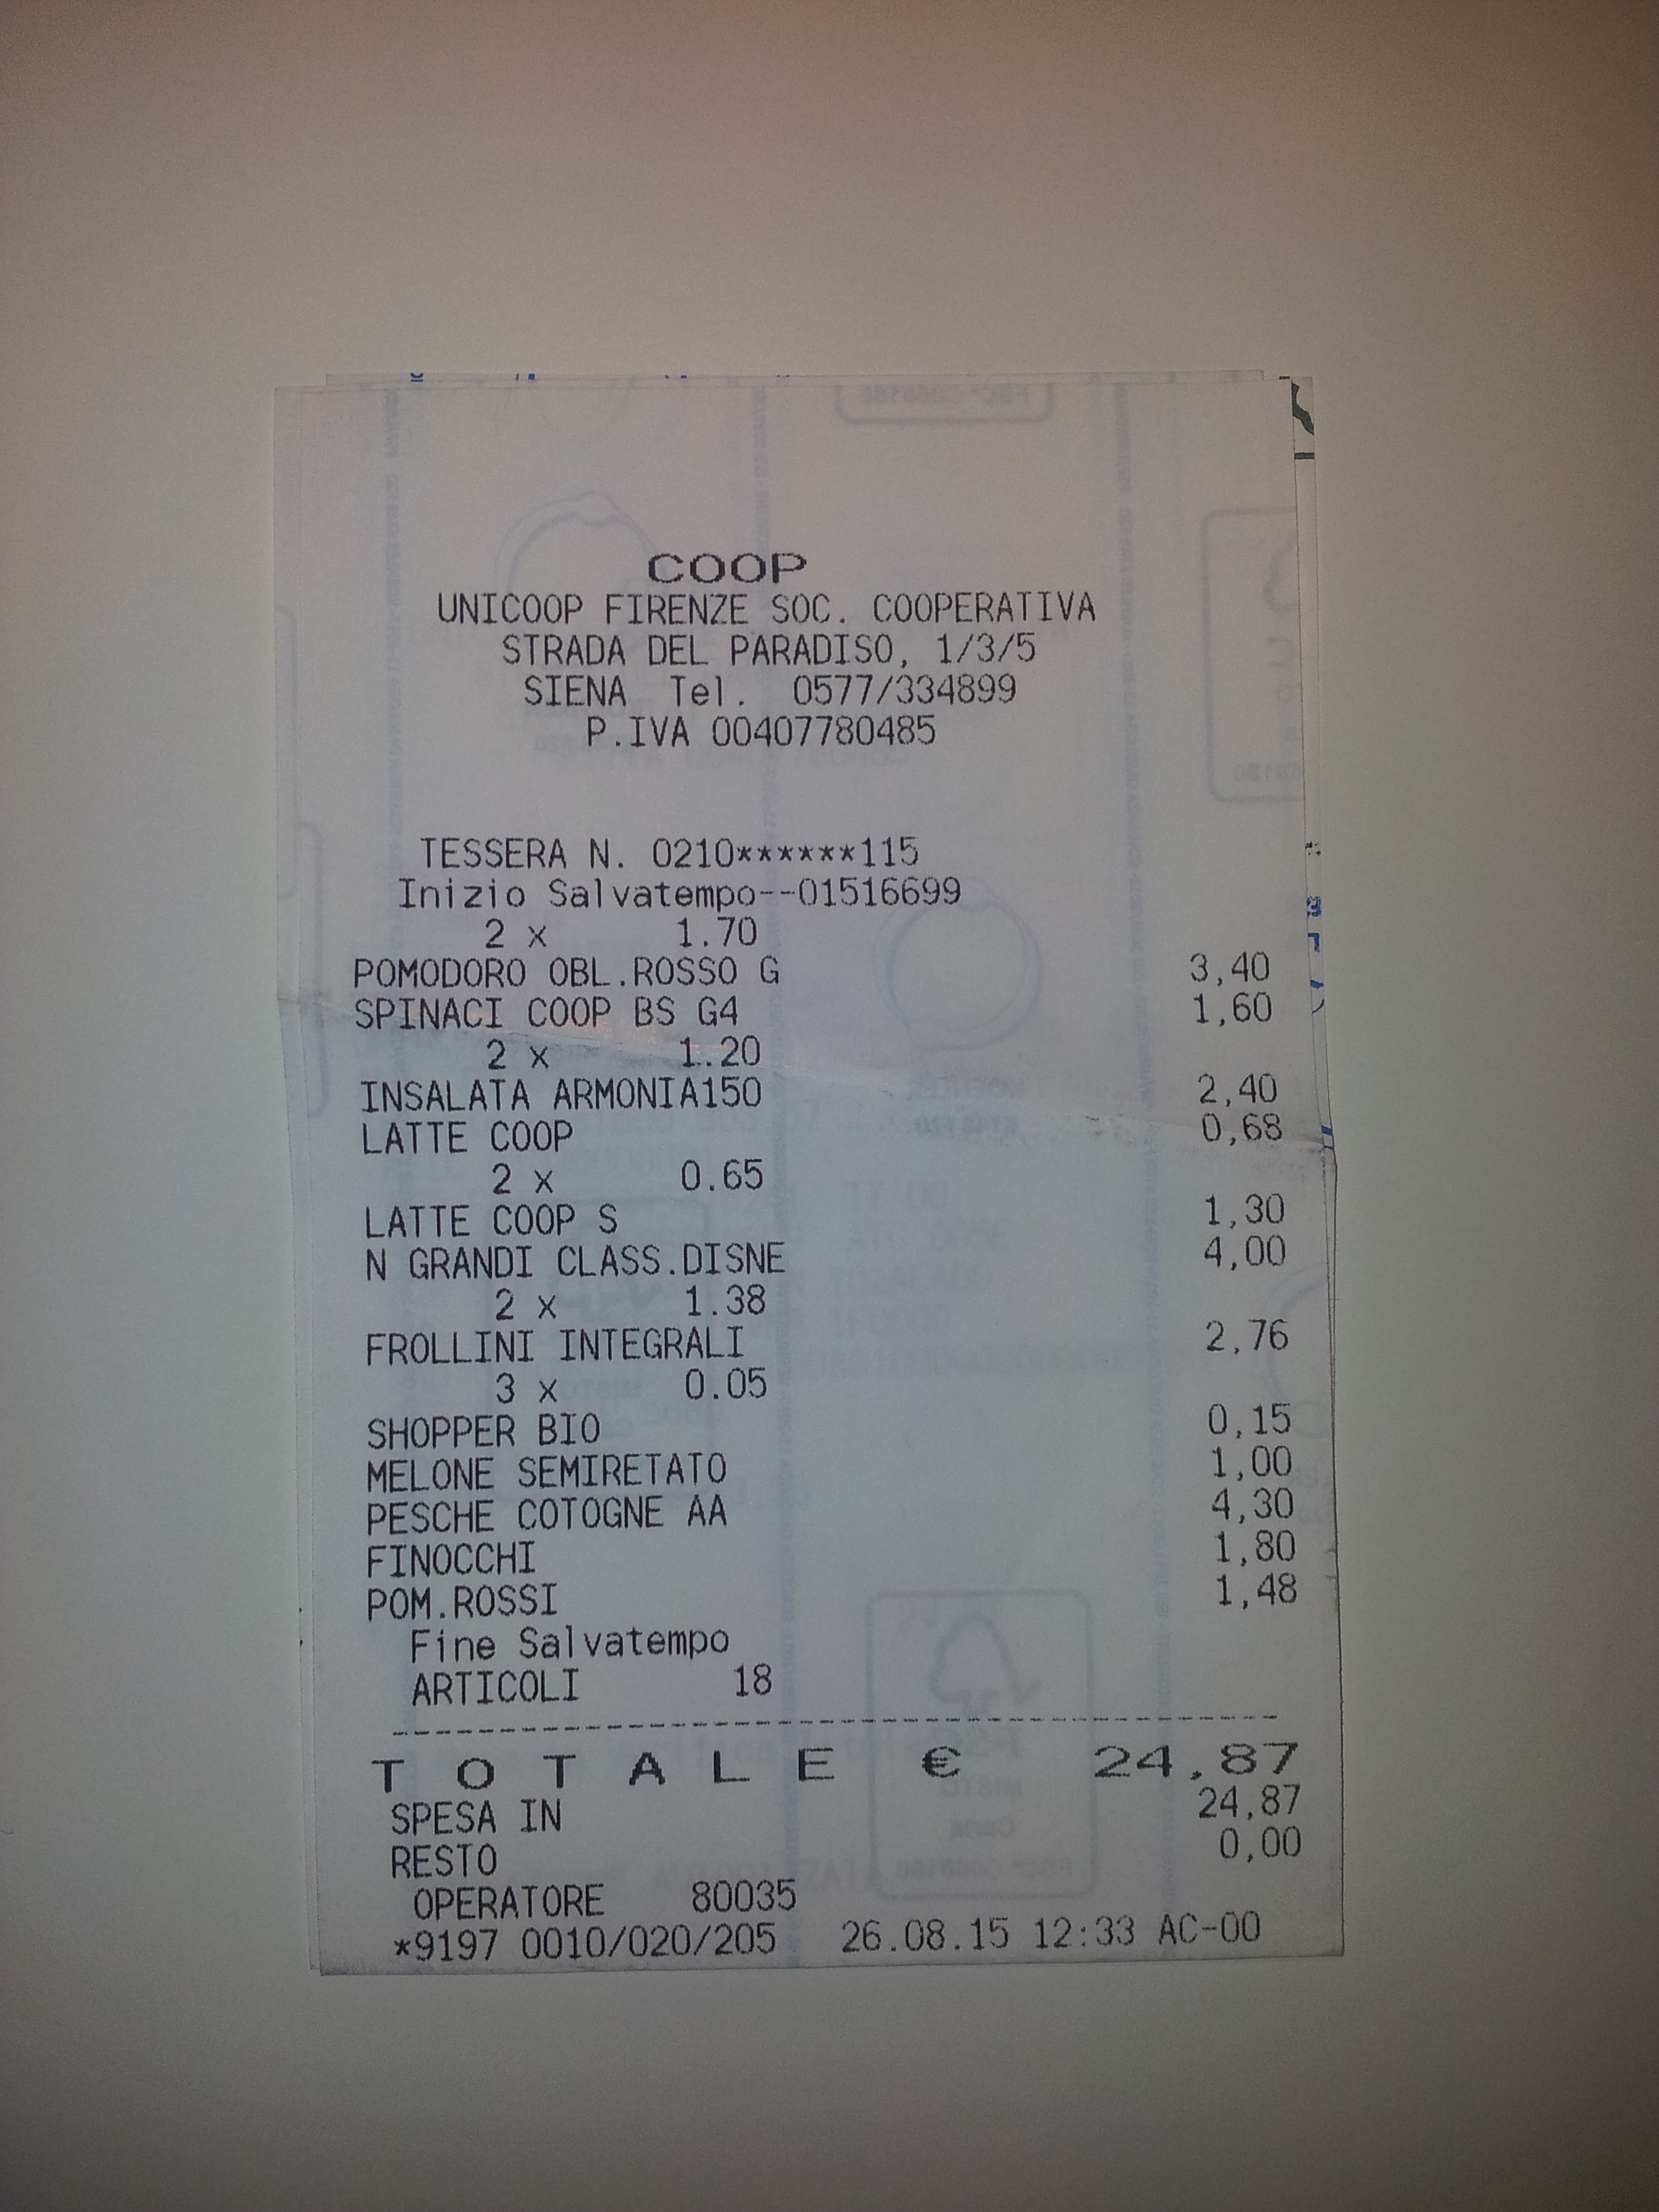 COOP
UNICOOP FIRENZE SOC. COOPERATIVA
STRADA DEL PARADISO, 1/3/5
SIENA Tel. 0577/334899
P.IVA 00407780485
TESSERA N. 0210******115
Inizio Salvatempo--01516699
2 x 1.70
POMODORO OBL.ROSSO G 3,40
SPINACI COOP BS G4 1,60
2 x 1.20
INSALATA ARMONIA150 2,40
LATTE COOP 0,68
2 x 0.65
LATTE COOP S 1,30
N GRANDI CLASS.DISNE 4,00
2 x 1.38
FROLLINI INTEGRALI 2,76
3 x 0.05
SHOPPER BIO 0,15
MELONE SEMIRETATO 1,00
PESCHE COTOGNE AA 4,30
FINOCCHI 1,80
POM.ROSSI 1,48
Fine Salvatempo
ARTICOLI 18
--------------------------------------------
T O T A L E € 24,87
SPESA IN 24,87
RESTO 0,00
OPERATORE 80035
*9197 0010/020/205 26.08.15 12:33 AC-00